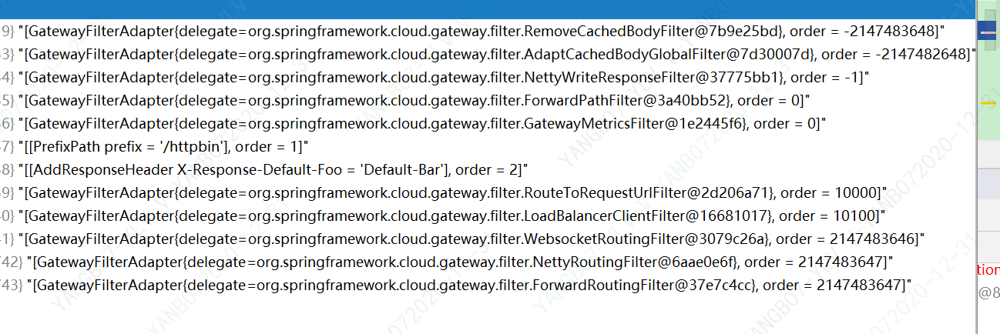 9} "[GatewayFilterAdapter{delegate=org.springframework.cloud.gateway.filter.RemoveCachedBodyFilter@7b9e25bd}, order = -2147483648]"
3} "[GatewayFilterAdapter{delegate=org.springframework.cloud.gateway.filter.AdaptCachedBodyGlobalFilter@7d30007d}, order = -2147482648]"
4} "[GatewayFilterAdapter{delegate=org.springframework.cloud.gateway.filter.NettyWriteResponseFilter@37775bb1}, order = -1]"
5} "[GatewayFilterAdapter{delegate=org.springframework.cloud.gateway.filter.ForwardPathFilter@3a40bb52}, order = 0]"
6} "[GatewayFilterAdapter{delegate=org.springframework.cloud.gateway.filter.GatewayMetricsFilter@1e2445f6}, order = 0]"
7} "[[PrefixPath prefix = '/httpbin'], order = 1]"
8} "[[AddResponseHeader X-Response-Default-Foo = 'Default-Bar'], order = 2]"
9} "[GatewayFilterAdapter{delegate=org.springframework.cloud.gateway.filter.RouteToRequestUrlFilter@2d206a71}, order = 10000]"
0} "[GatewayFilterAdapter{delegate=org.springframework.cloud.gateway.filter.LoadBalancerClientFilter@16681017}, order = 10100]"
1} "[GatewayFilterAdapter{delegate=org.springframework.cloud.gateway.filter.WebsocketRoutingFilter@3079c26a}, order = 2147483646]"
742} "[GatewayFilterAdapter{delegate=org.springframework.cloud.gateway.filter.NettyRoutingFilter@6aae0e6f}, order = 2147483647]"
tion
743} "[GatewayFilterAdapter{delegate=org.springframework.cloud.gateway.filter.ForwardRoutingFilter@37e7c4cc}, order = 2147483647]"
@8